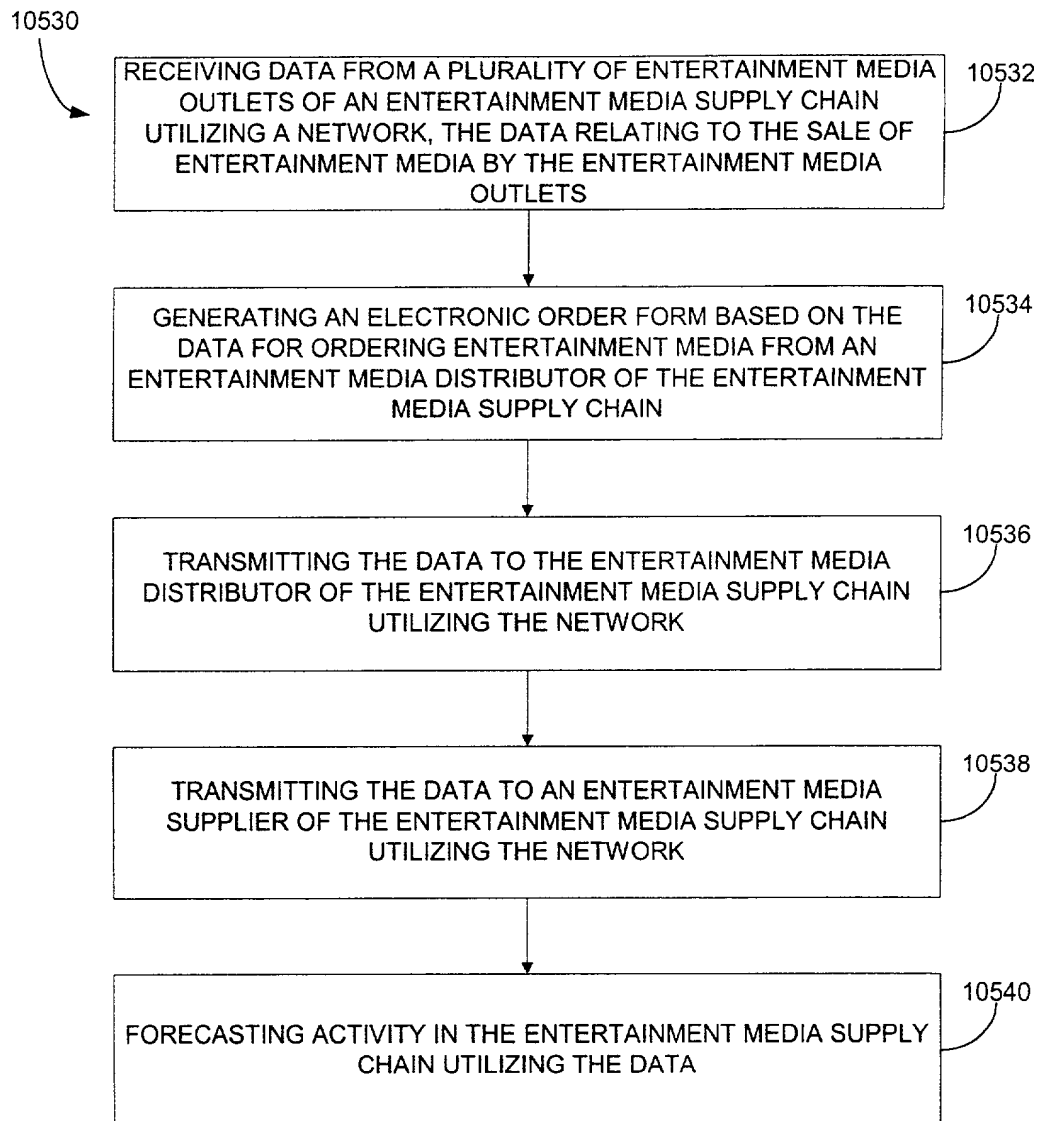 10530
RECEIVING DATA FROM A PLURALITY OF ENTERTAINMENT MEDIA
OUTLETS OF AN ENTERTAINMENT MEDIA SUPPLY CHAIN
UTILIZING A NETWORK, THE DATA RELATING TO THE SALE OF
ENTERTAINMENT MEDIA BY THE ENTERTAINMENT MEDIA
OUTLETS
10532
GENERATING AN ELECTRONIC ORDER FORM BASED ON THE
DATA FOR ORDERING ENTERTAINMENT MEDIA FROM AN
ENTERTAINMENT MEDIA DISTRIBUTOR OF THE ENTERTAINMENT
MEDIA SUPPLY CHAIN
10534
TRANSMITTING THE DATA TO THE ENTERTAINMENT MEDIA
DISTRIBUTOR OF THE ENTERTAINMENT MEDIA SUPPLY CHAIN
UTILIZING THE NETWORK
10536
TRANSMITTING THE DATA TO AN ENTERTAINMENT MEDIA
SUPPLIER OF THE ENTERTAINMENT MEDIA SUPPLY CHAIN
UTILIZING THE NETWORK
10538
FORECASTING ACTIVITY IN THE ENTERTAINMENT MEDIA SUPPLY
CHAIN UTILIZING THE DATA
10540